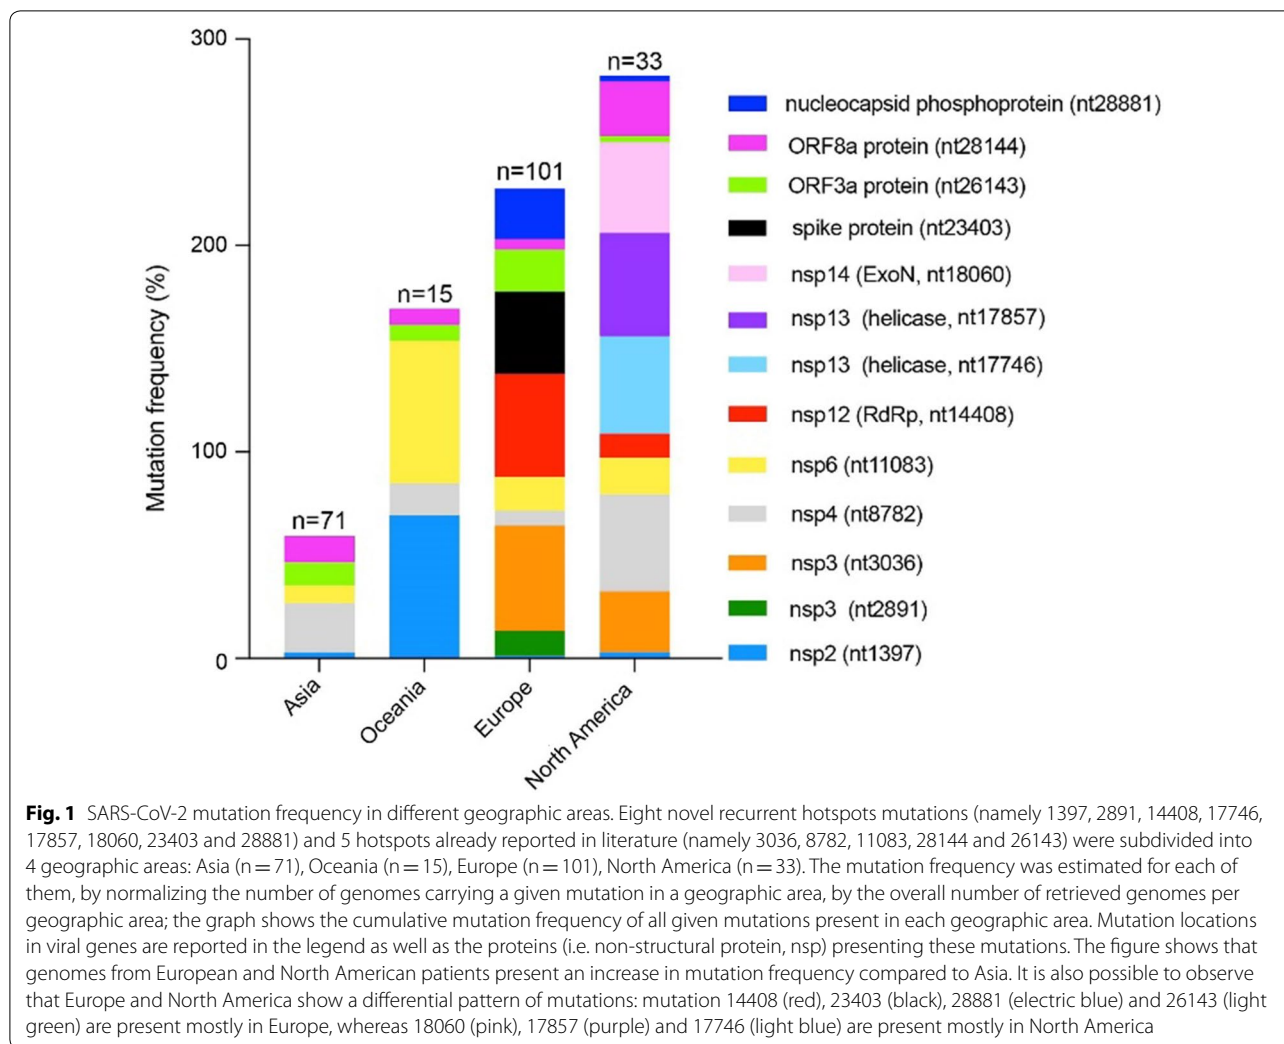 300
200
100
0
Mutation frequency (%)
n=71
n=15
n=101
n=33
Asia
Oceania
Europe
North America
nucleocapsid phosphoprotein (nt28881)
ORF8a protein (nt28144)
ORF3a protein (nt26143)
spike protein (nt23403)
nsp14 (ExoN, nt18060)
nsp13 (helicase, nt17857)
nsp13 (helicase, nt17746)
nsp12 (RdRp, nt14408)
nsp6 (nt11083)
nsp4 (nt8782)
nsp3 (nt3036)
nsp3 (nt2891)
nsp2 (nt1397)
Fig. 1 SARS-CoV-2 mutation frequency in different geographic areas. Eight novel recurrent hotspots mutations (namely 1397, 2891, 14408, 17746,
17857, 18060, 23403 and 28881) and 5 hotspots already reported in literature (namely 3036, 8782, 11083, 28144 and 26143) were subdivided into
4 geographic areas: Asia (n = 71), Oceania (n = 15), Europe (n = 101), North America (n = 33). The mutation frequency was estimated for each of
them, by normalizing the number of genomes carrying a given mutation in a geographic area, by the overall number of retrieved genomes per
geographic area; the graph shows the cumulative mutation frequency of all given mutations present in each geographic area. Mutation locations
in viral genes are reported in the legend as well as the proteins (i.e. non-structural protein, nsp) presenting these mutations. The figure shows that
genomes from European and North American patients present an increase in mutation frequency compared to Asia. It is also possible to observe
that Europe and North America show a differential pattern of mutations: mutation 14408 (red), 23403 (black), 28881 (electric blue) and 26143 (light
green) are present mostly in Europe, whereas 18060 (pink), 17857 (purple) and 17746 (light blue) are present mostly in North America